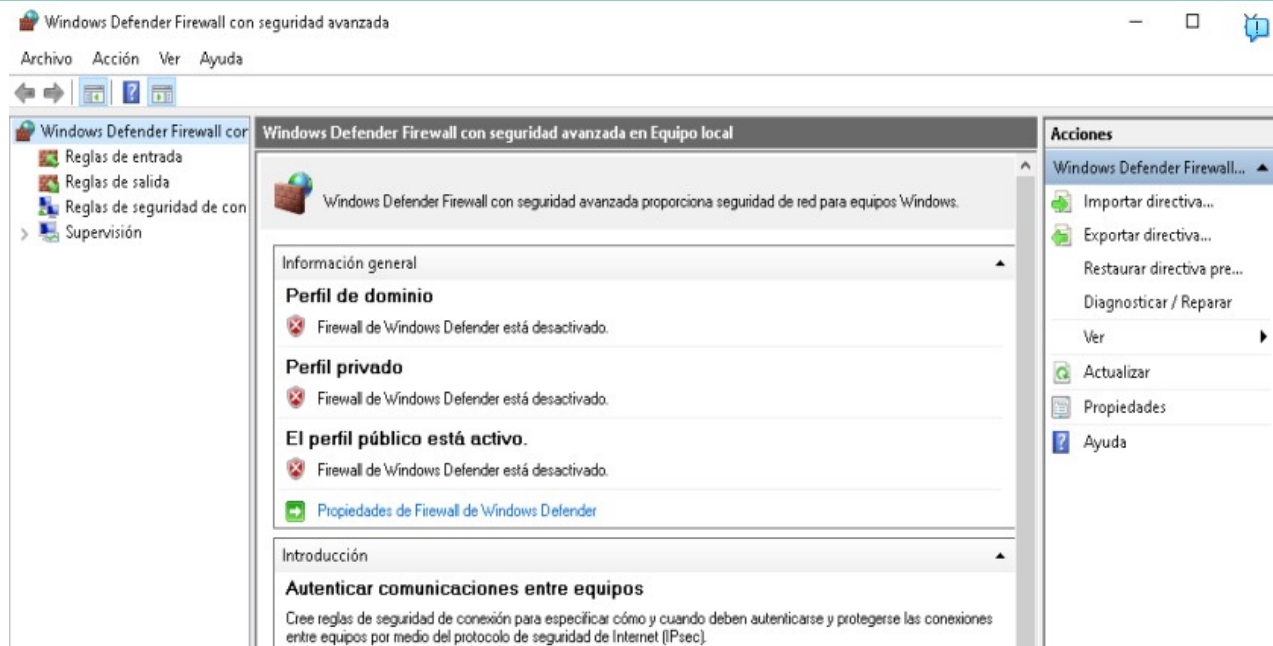 Windows Defender Firewall con seguridad avanzada
Archivo Acción Ver Ayuda
Windows Defender Firewall cor
Reglas de entrada
Reglas de salida
Reglas de seguridad de con
Supervisión
Windows Defender Firewall con seguridad avanzada en Equipo local
Windows Defender Firewall con seguridad avanzada proporciona seguridad de red para equipos Windows.
Información general
Perfil de dominio
Firewall de Windows Defender está desactivado.
Perfil privado
Firewall de Windows Defender está desactivado.
El perfil público está activo.
Firewall de Windows Defender está desactivado.
Propiedades de Firewall de Windows Defender
Introducción
Autenticar comunicaciones entre equipos
Cree reglas de seguridad de conexión para especificar cómo y cuando deben autenticarse y protegerse las conexiones
entre equipos por medio del protocolo de seguridad de Internet (IPsec).
Acciones
Windows Defender Firewall...
Importar directiva...
Exportar directiva...
Restaurar directiva pre...
Diagnosticar / Reparar
Ver
Actualizar
Propiedades
Ayuda